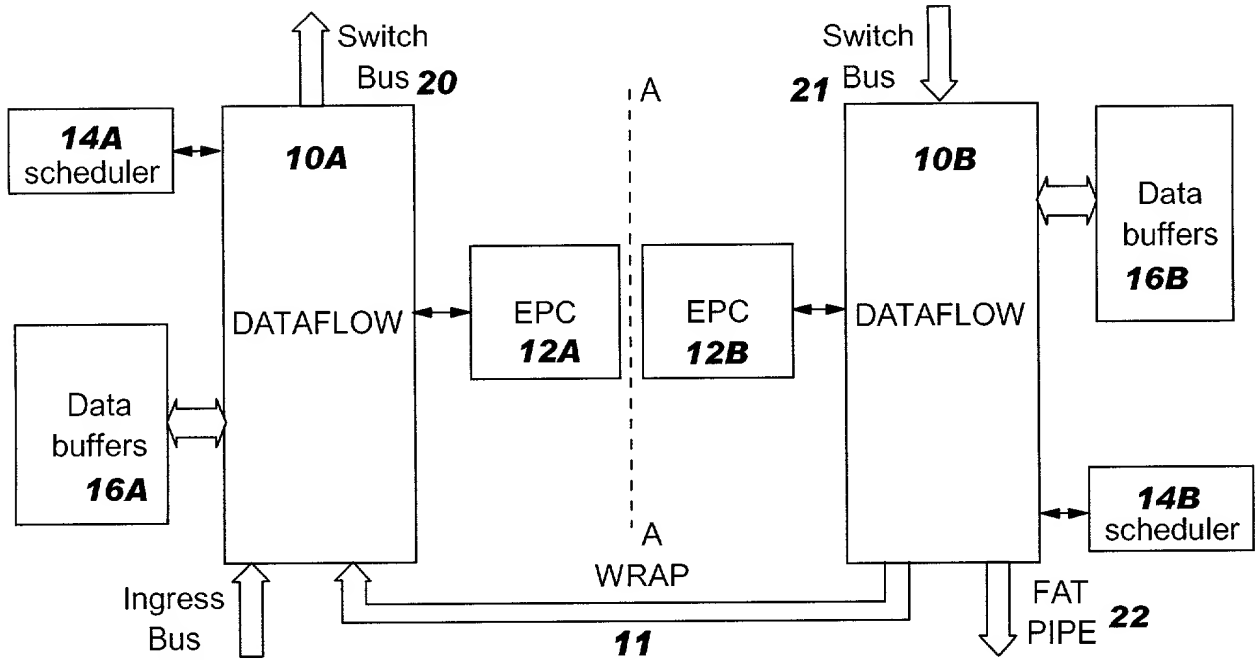 Switch
Bus 20
Switch
21 Bus
A
14A
scheduler
10A
10B
Data
buffers
16B
DATAFLOW
EPC
12A
EPC
12B
DATAFLOW
Data
buffers
16A
14B
scheduler
A
WRAP
Ingress
Bus
11
FAT
PIPE 22